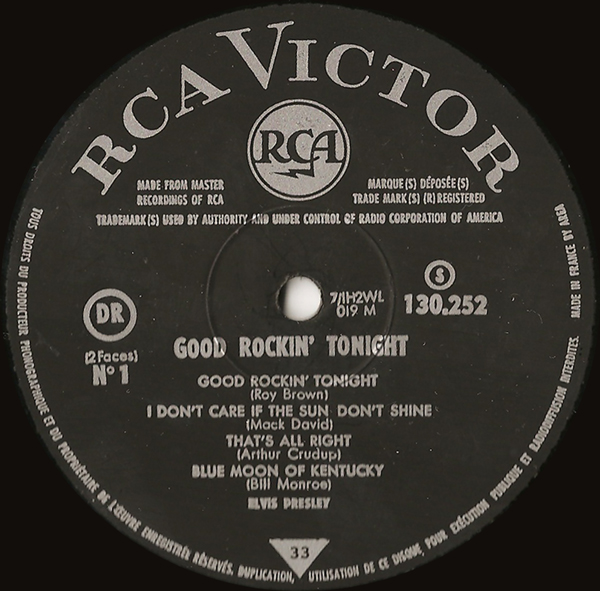 RCA VICTOR
RCA
MADE FROM MASTER
RECORDINGS OF RCA
MARQUE(S) DÉPOSÉE(S)
TRADE MARK(S) (R) REGISTERED
TRADEMARK(S) USED BY AUTHORITY AND UNDER CONTROL OF RADIO CORPORATION OF AMERICA
DR
(2 Faces)
N° 1
7/1H2WL
019 M
S
130.252
GOOD ROCKIN' TONIGHT
GOOD ROCKIN' TONIGHT
(Roy Brown)
I DON'T CARE IF THE SUN DON'T SHINE
(Mack David)
THAT'S ALL RIGHT
(Arthur Crudup)
BLUE MOON OF KENTUCKY
(Bill Monroe)
ELVIS PRESLEY
33
TOUS DROITS DU PRODUCTEUR PHONOGRAPHIQUE ET DU PROPRIÉTAIRE DE L'ŒUVRE ENREGISTRÉE RÉSERVÉS. DUPLICATION, UTILISATION DE CE DISQUE, POUR EXÉCUTION PUBLIQUE ET RADIODIFFUSION INTERDITES.
MADE IN FRANCE BY AREA